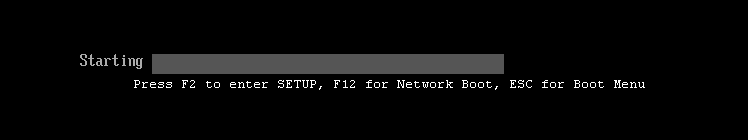 Starting
Press F2 to enter SETUP, F12 for Network Boot, ESC for Boot Menu